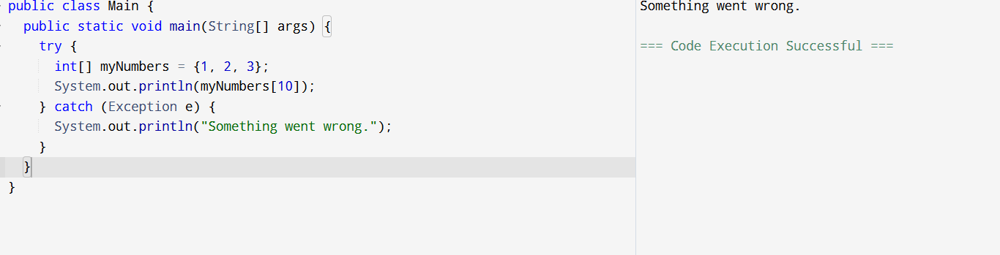 public class Main {
  public static void main(String[] args) {
    try {
      int[] myNumbers = {1, 2, 3};
      System.out.println(myNumbers[10]);
    } catch (Exception e) {
      System.out.println("Something went wrong.");
    }
  }
}
Something went wrong.
=== Code Execution Successful ===